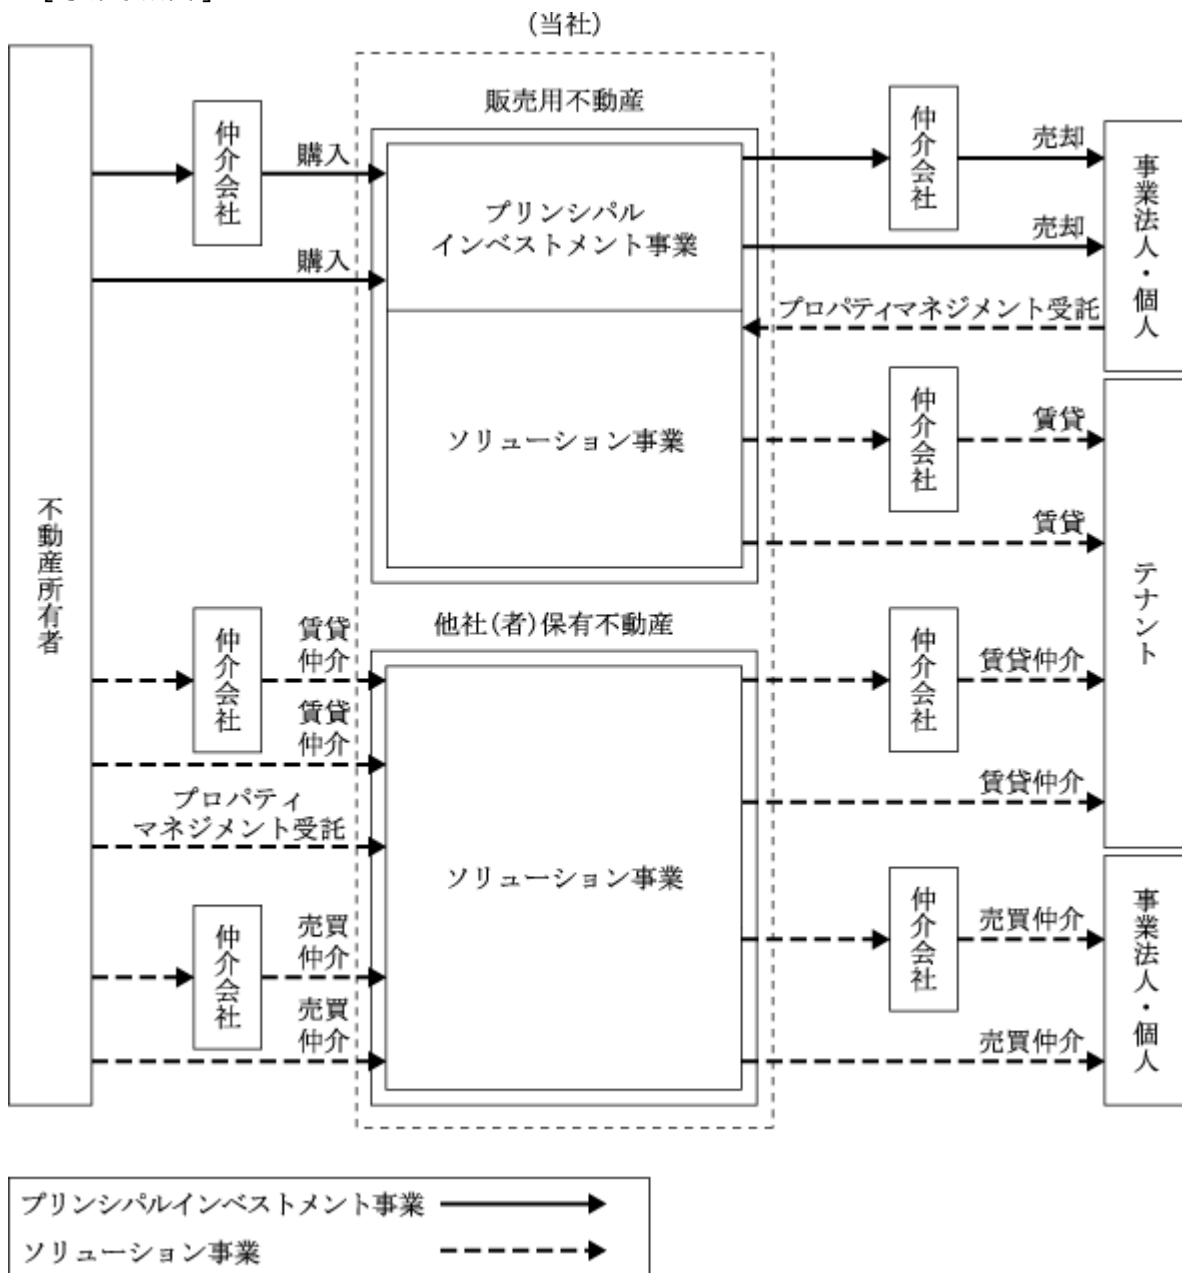 (当社)
販売用不動産
仲介会社
購入
購入
プリンシパル
インベストメント事業
仲介会社
売却
売却
プロパティマネジメント受託
事業法人・個人
ソリューション事業
仲介会社
賃貸
賃貸
不動産所有者
テナント
他社(者)保有不動産
仲介会社
賃貸
仲介
賃貸
仲介
プロパティ
マネジメント受託
仲介会社
売買
仲介
売買
仲介
ソリューション事業
仲介会社
賃貸仲介
賃貸仲介
仲介会社
売買仲介
売買仲介
事業法人・個人
プリンシパルインベストメント事業
ソリューション事業